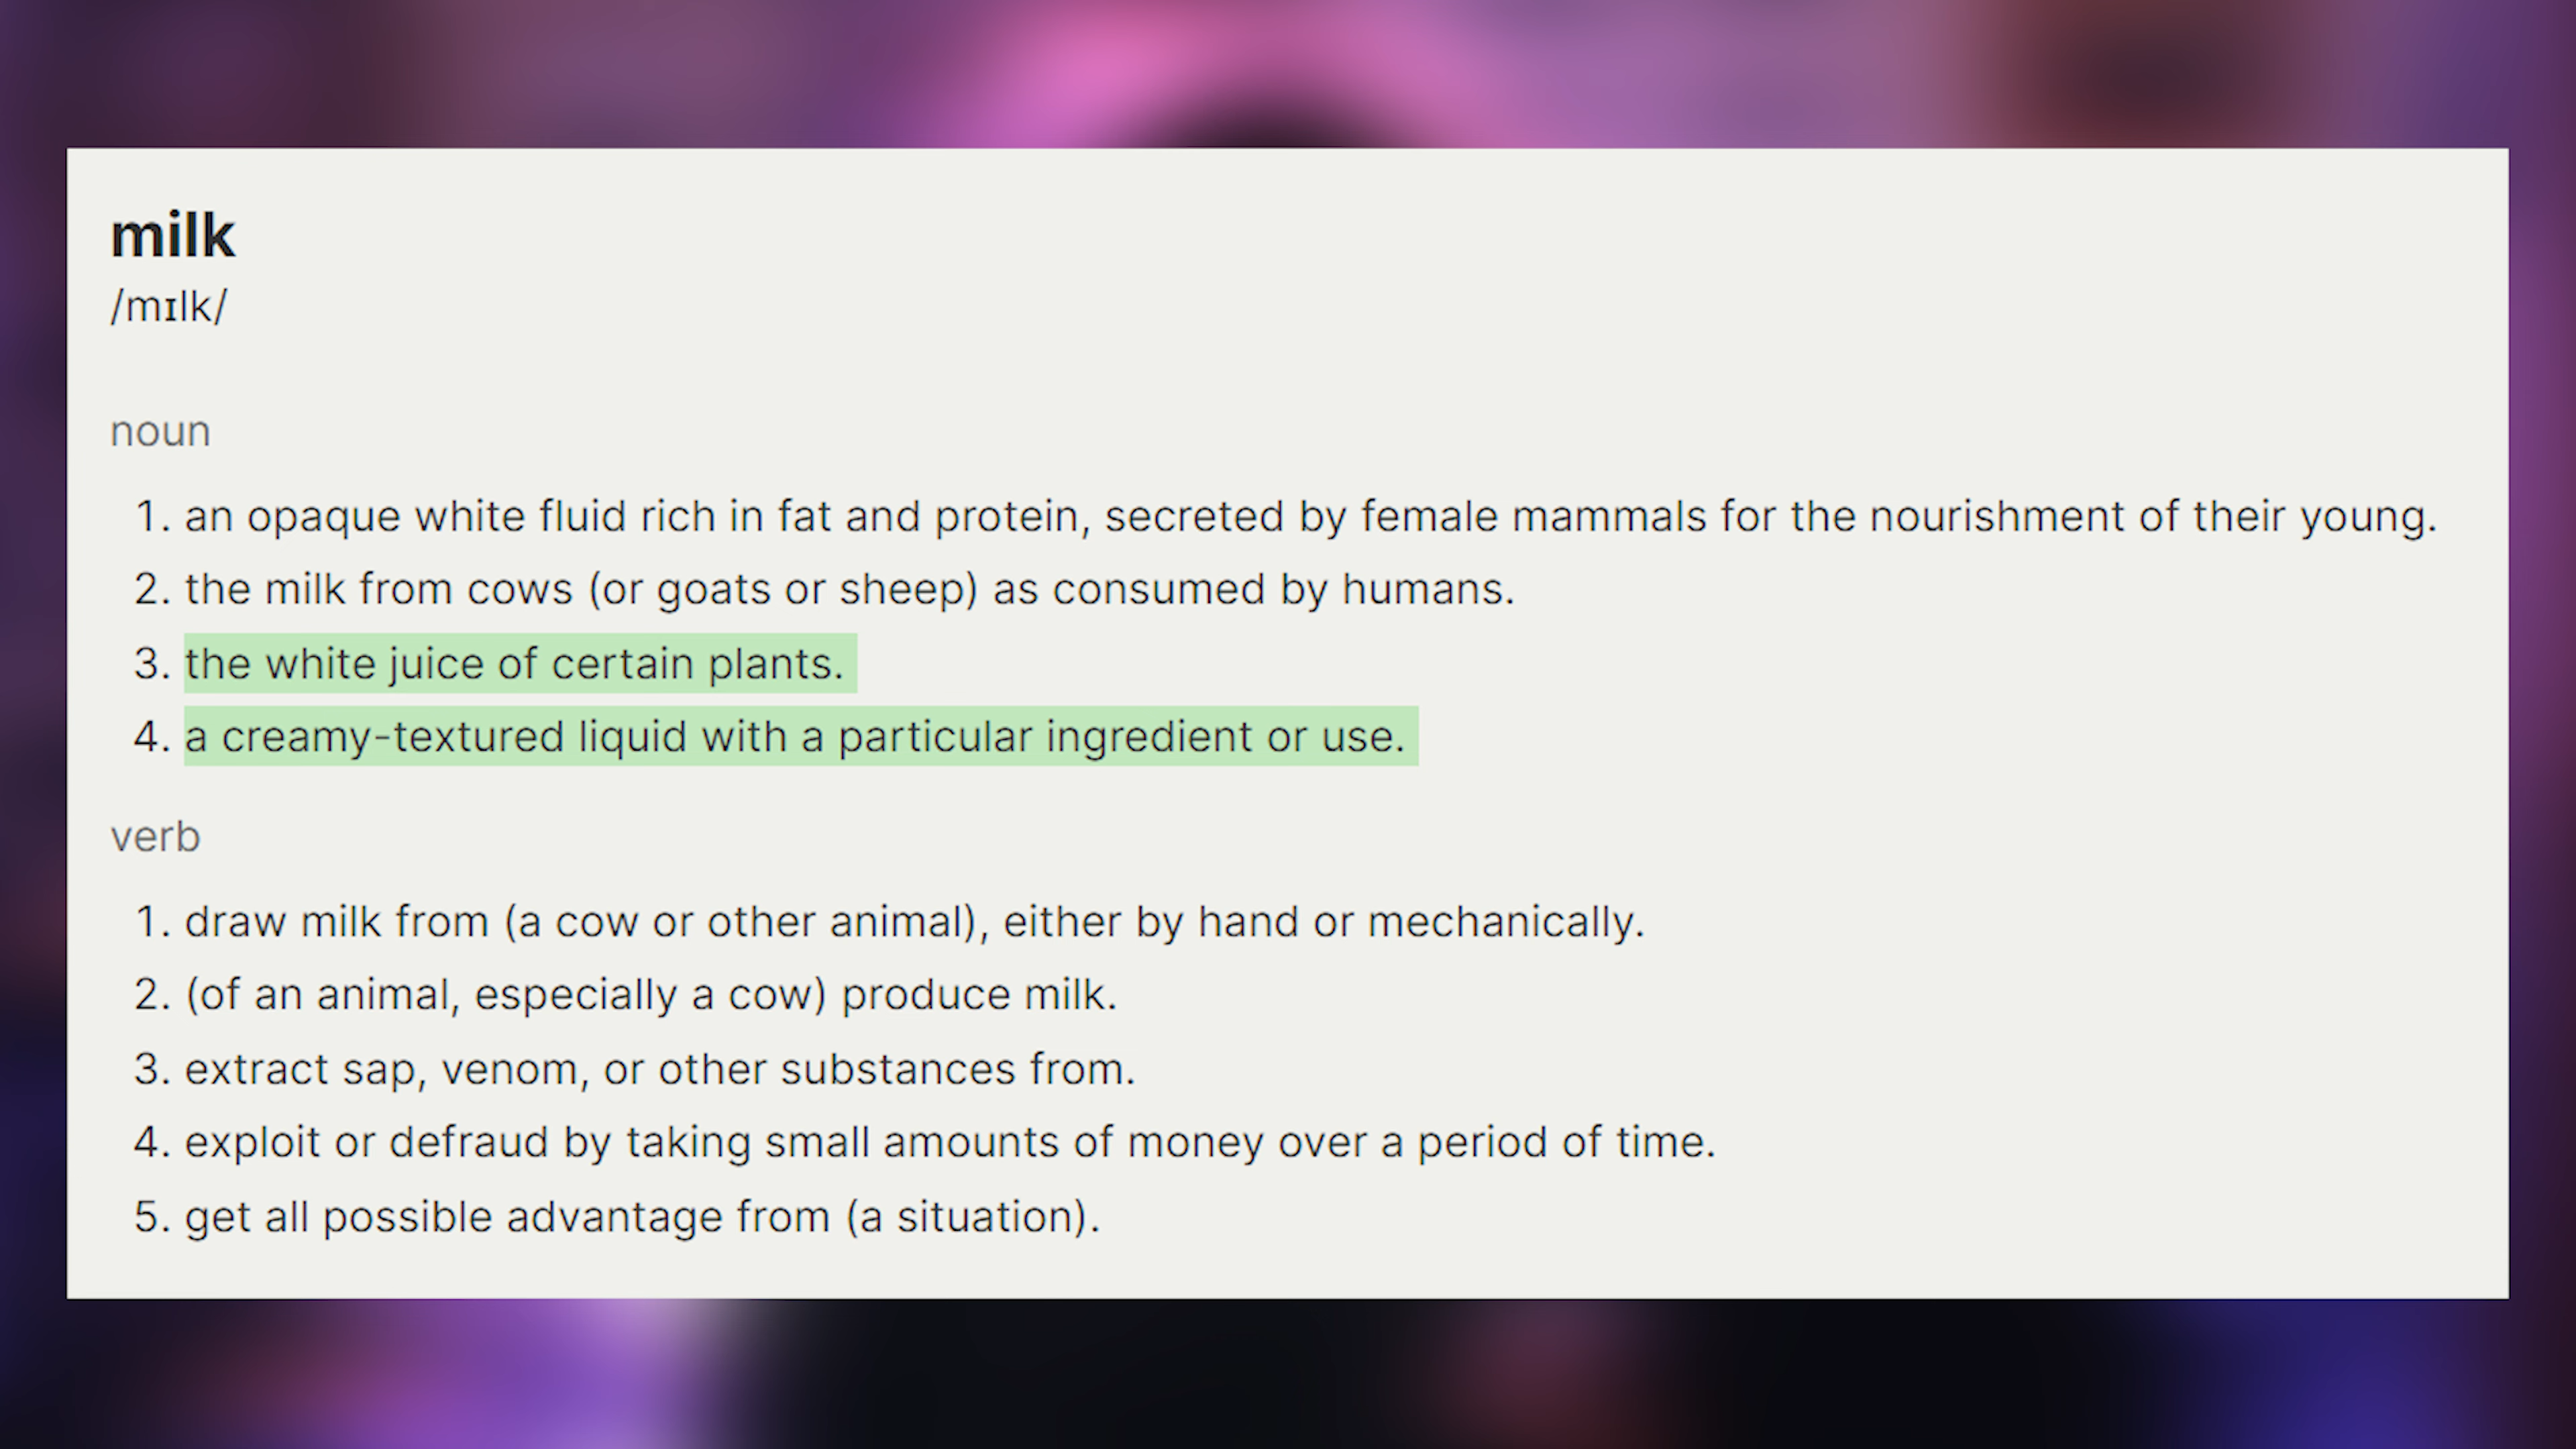 milk
/mɪlk/
noun
1. an opaque white fluid rich in fat and protein, secreted by female mammals for the nourishment of their young.
2. the milk from cows (or goats or sheep) as consumed by humans.
3. the white juice of certain plants.
4. a creamy-textured liquid with a particular ingredient or use.
verb
1. draw milk from (a cow or other animal), either by hand or mechanically.
2. (of an animal, especially a cow) produce milk.
3. extract sap, venom, or other substances from.
4. exploit or defraud by taking small amounts of money over a period of time.
5. get all possible advantage from (a situation).